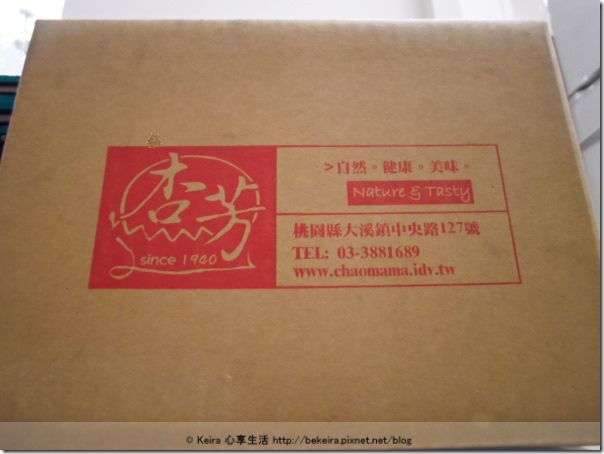 杏芳
since 1940
>自然。健康。美味。
Nature & Tasty
桃園縣大溪鎮中央路127號
TEL: 03-3881689
www.chaomama.idv.tw
© Keira 心享生活 http://bekeira.pixnet.net/blog